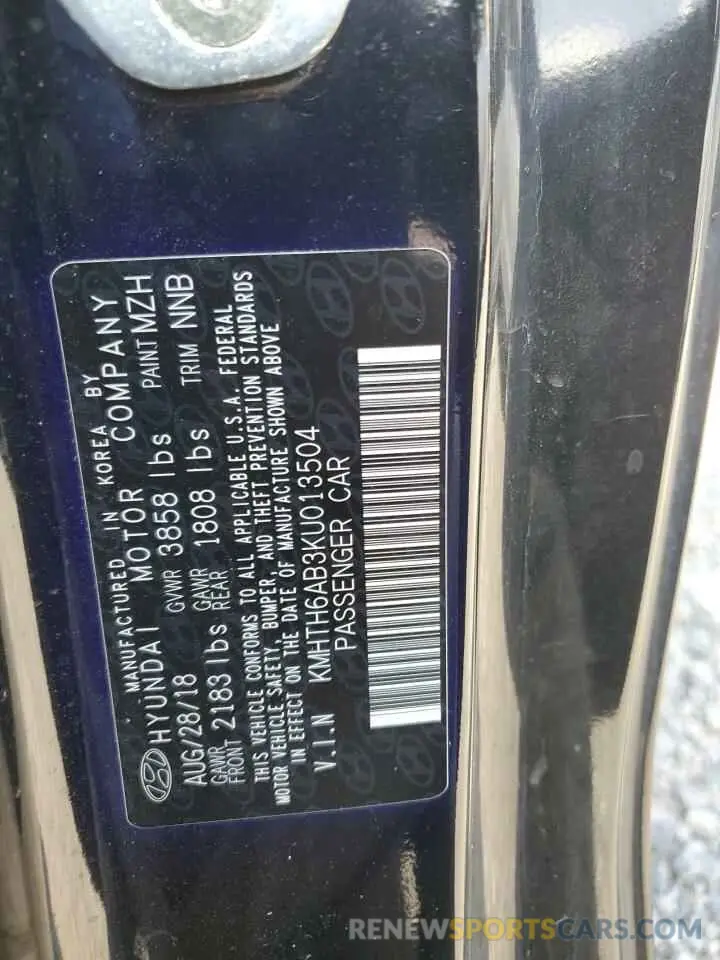 MANUFACTURED IN KOREA BY
HYUNDAI MOTOR COMPANY
AUG/28/18 GVWR 3858 lbs PAINT MZH
GAWR FRONT 2183 lbs GAWR REAR 1808 lbs TRIM NNB
THIS VEHICLE CONFORMS TO ALL APPLICABLE U.S.A. FEDERAL
MOTOR VEHICLE SAFETY, BUMPER, AND THEFT PREVENTION STANDARDS
IN EFFECT ON THE DATE OF MANUFACTURE SHOWN ABOVE
V.I.N KMHTH6AB3KU013504
PASSENGER CAR
RENEWSPORTSCARS.COM